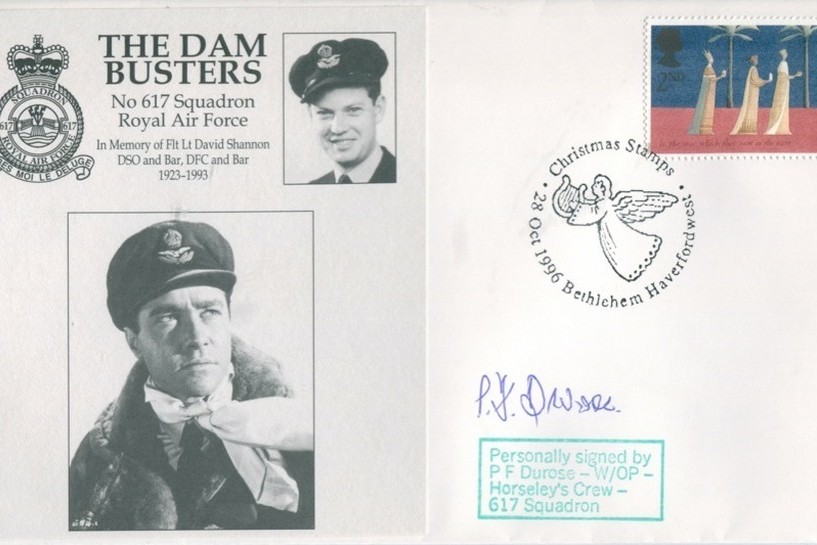 THE DAM
BUSTERS
No 617 Squadron
Royal Air Force
In Memory of Flt Lt David Shannon
DSO and Bar, DFC and Bar
1923–1993
SQUADRON
617 617
ROYAL AIR FORCE
APRÈS MOI LE DELUGE
2ND
Christmas Stamps
28 Oct 1996 Bethlehem Haverfordwest
Personally signed by
P F Durose – W/OP –
Horseley's Crew –
617 Squadron